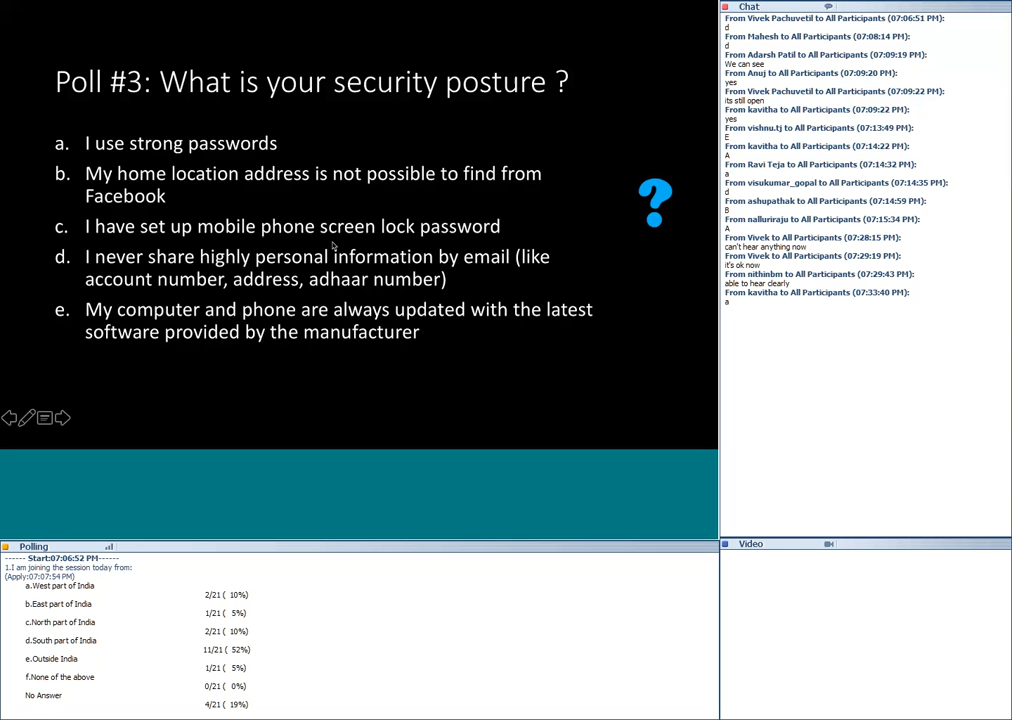 Poll #3: What is your security posture ?
a. I use strong passwords
b. My home location address is not possible to find from
Facebook
c. I have set up mobile phone screen lock password
d. I never share highly personal information by email (like
account number, address, adhaar number)
e. My computer and phone are always updated with the latest
software provided by the manufacturer
?
Chat
From Vivek Pachuvetil to All Participants (07:06:51 PM):
d
From Mahesh to All Participants (07:08:14 PM):
d
From Adarsh Patil to All Participants (07:09:19 PM):
We can see
From Anuj to All Participants (07:09:20 PM):
yes
From Vivek Pachuvetil to All Participants (07:09:22 PM):
its still open
From kavitha to All Participants (07:09:22 PM):
yes
From vishnu.tj to All Participants (07:13:49 PM):
E
From kavitha to All Participants (07:14:22 PM):
A
From Ravi Teja to All Participants (07:14:32 PM):
a
From visukumar_gopal to All Participants (07:14:35 PM):
d
From ashupathak to All Participants (07:14:59 PM):
B
From nalluriraju to All Participants (07:15:34 PM):
A
From Vivek to All Participants (07:28:15 PM):
can't hear anything now
From Vivek to All Participants (07:29:19 PM):
it's ok now
From nithinbm to All Participants (07:29:43 PM):
able to hear clearly
From kavitha to All Participants (07:33:40 PM):
a
Polling
------ Start:07:06:52 PM------
1.I am joining the session today from:
(Apply:07:07:54 PM)
a.West part of India
2/21 ( 10%)
b.East part of India
1/21 ( 5%)
c.North part of India
2/21 ( 10%)
d.South part of India
11/21 ( 52%)
e.Outside India
1/21 ( 5%)
f.None of the above
0/21 ( 0%)
No Answer
4/21 ( 19%)
Video